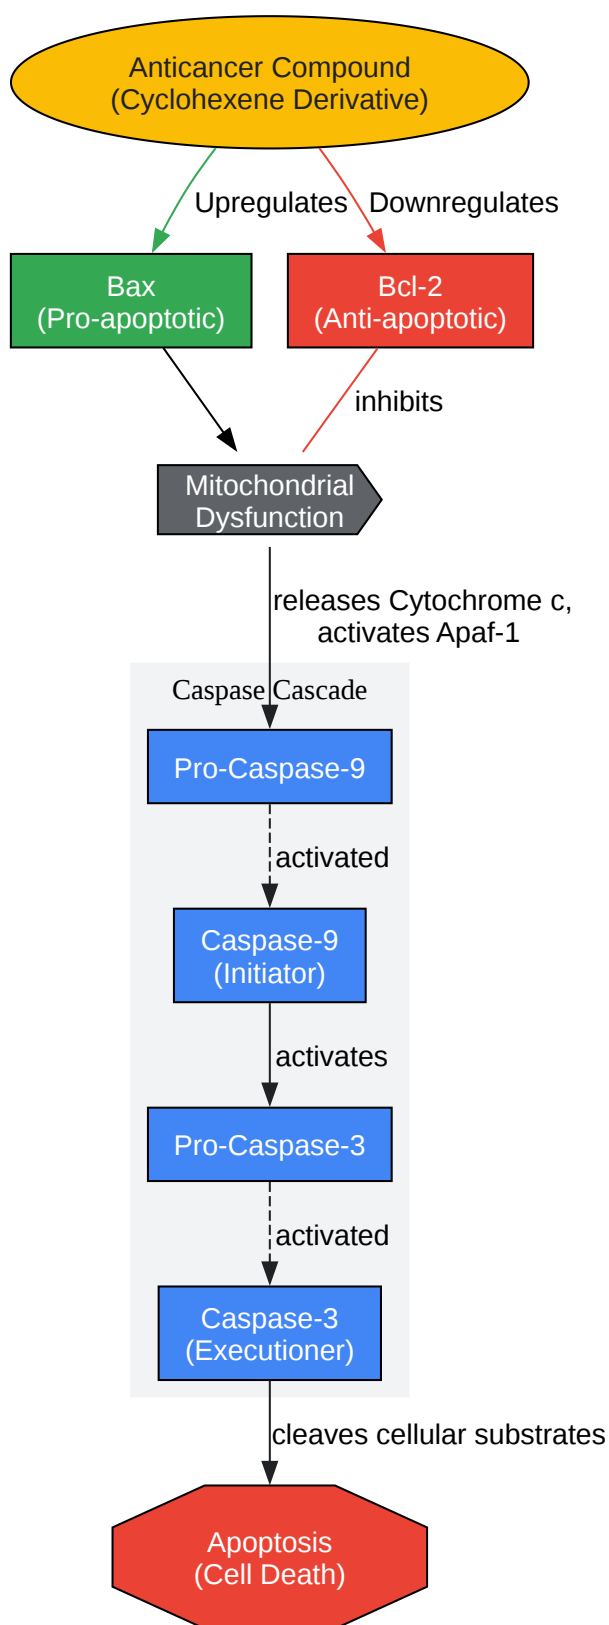 Anticancer Compound
(Cyclohexene Derivative)
Upregulates
Downregulates
Bax
(Pro-apoptotic)
Bcl-2
(Anti-apoptotic)
inhibits
Mitochondrial
Dysfunction
releases Cytochrome c,
activates Apaf-1
Caspase Cascade
Pro-Caspase-9
activated
Caspase-9
(Initiator)
activates
Pro-Caspase-3
activated
Caspase-3
(Executioner)
cleaves cellular substrates
Apoptosis
(Cell Death)